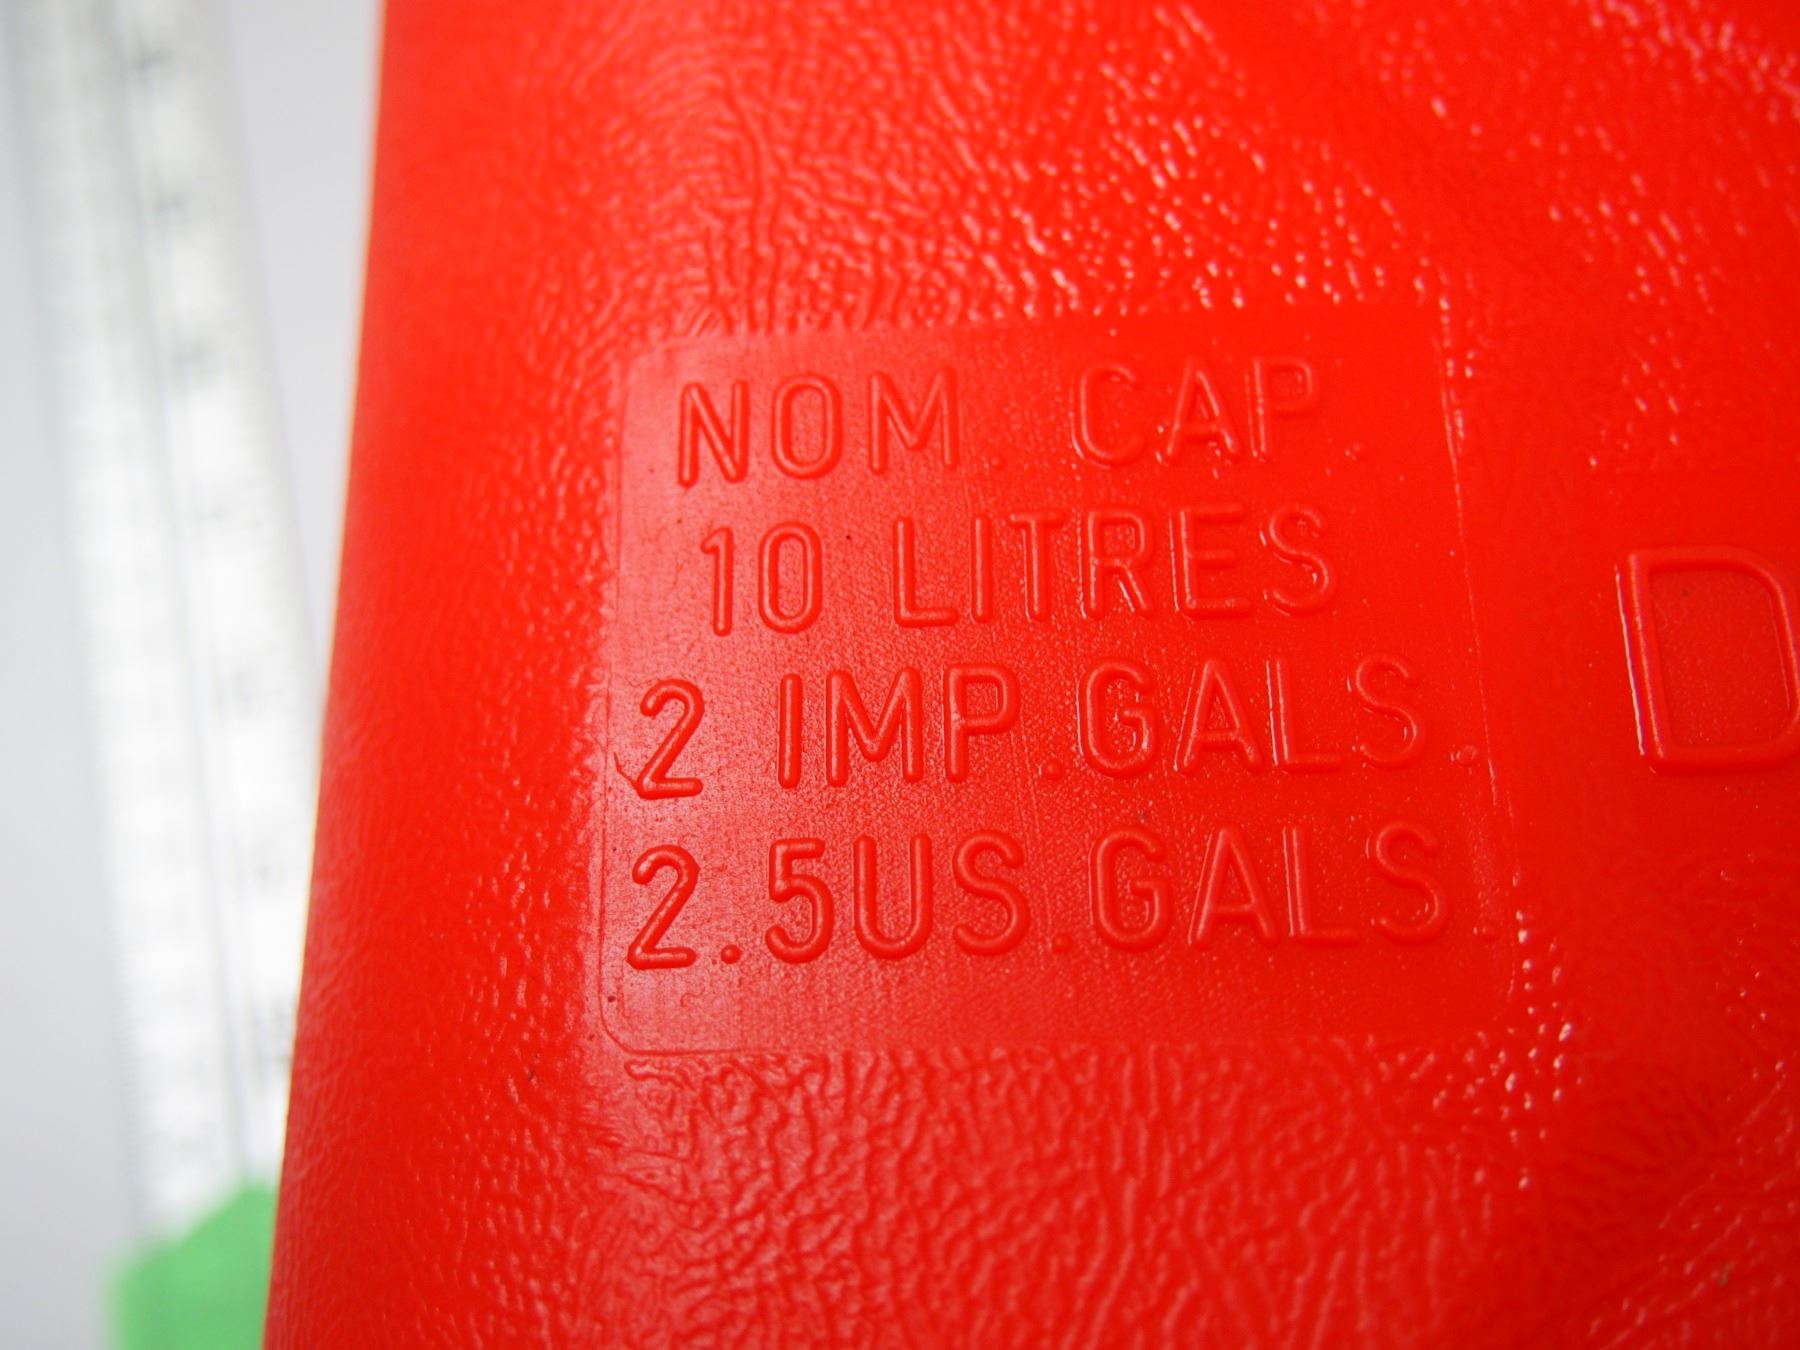 NOM. CAP.
10 LITRES
2 IMP.GALS.
2.5US.GALS.
D